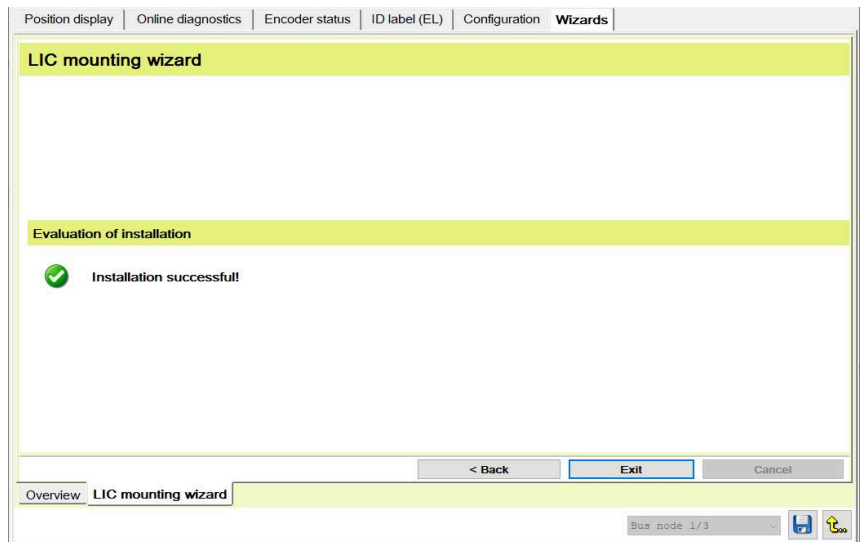 Position display Online diagnostics Encoder status ID label (EL) Configuration Wizards
LIC mounting wizard
Evaluation of installation
Installation successful!
< Back Exit Cancel
Overview LIC mounting wizard
Bus node 1/3